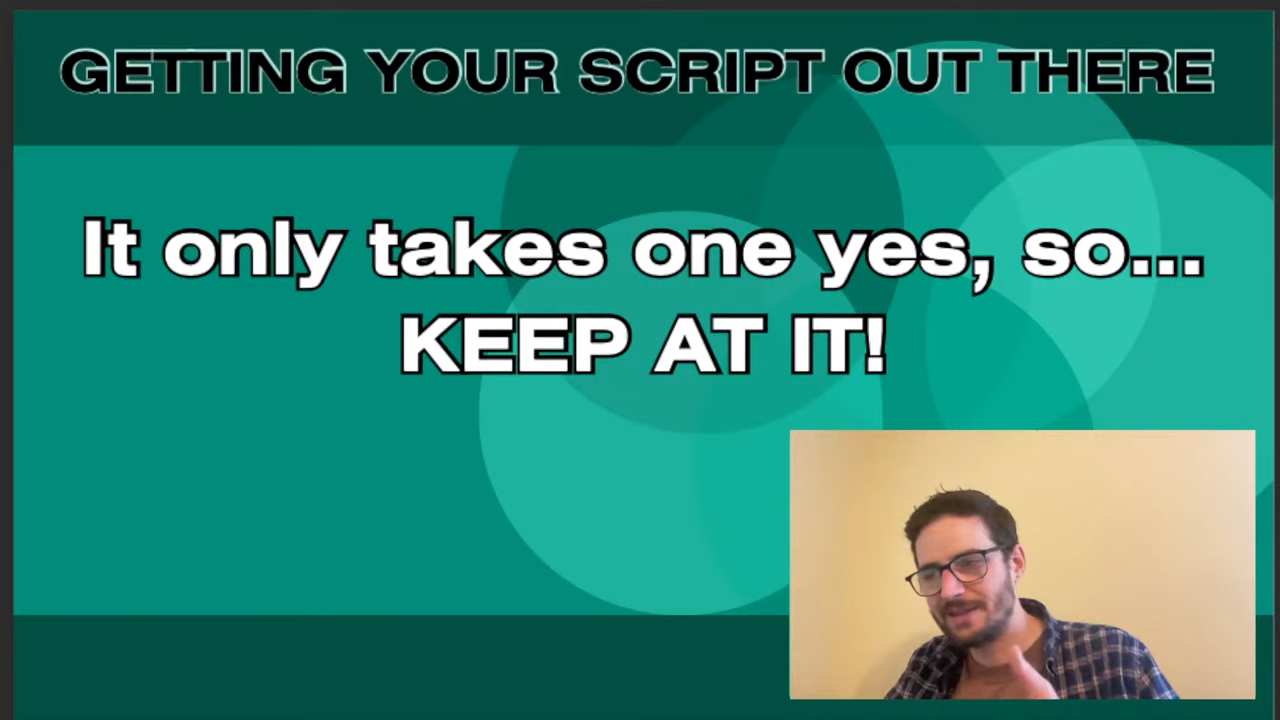 GETTING YOUR SCRIPT OUT THERE
It only takes one yes, so...
KEEP AT IT!